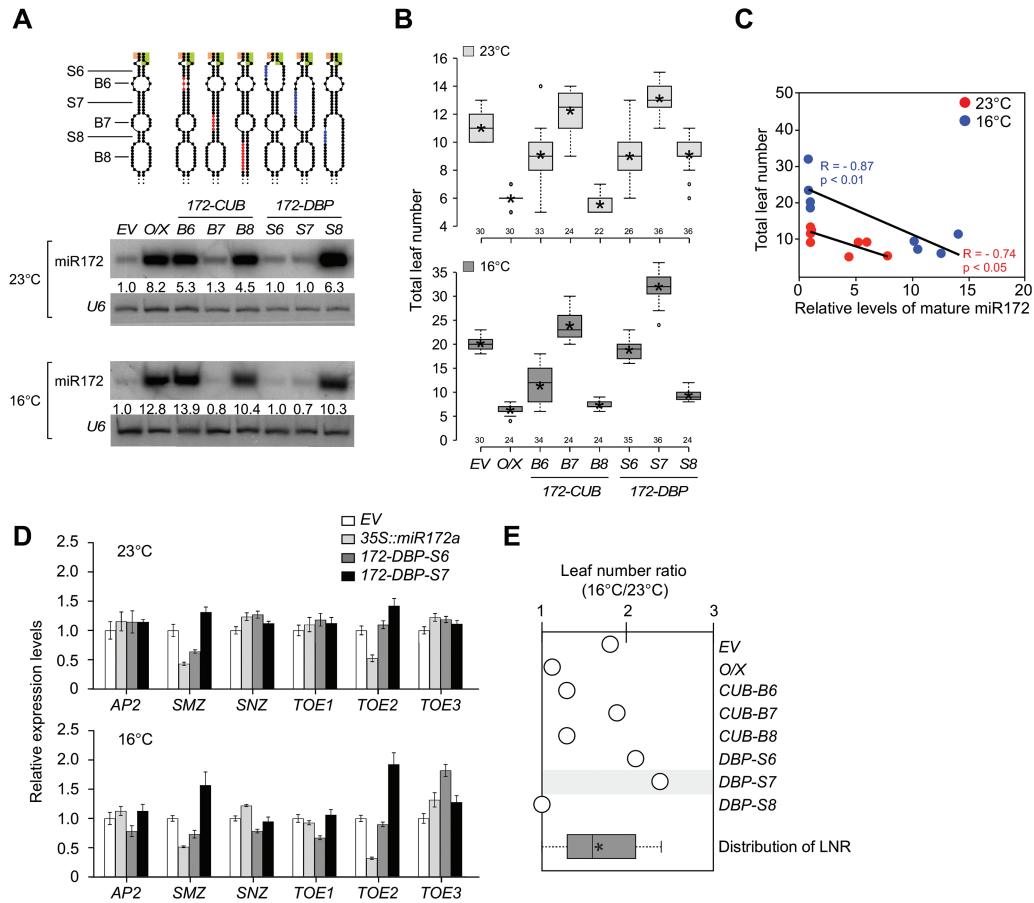 A
S6
B6
S7
B7
S8
B8
172-CUB 172-DBP
EV O/X B6 B7 B8 S6 S7 S8
23°C
miR172
1.0 8.2 5.3 1.3 4.5 1.0 1.0 6.3
U6
16°C
miR172
1.0 12.8 13.9 0.8 10.4 1.0 0.7 10.3
U6
B
23°C
16
14
12
10
8
6
4
30 30 33 24 22 26 36 36
Total leaf number
16°C
35
30
25
20
15
10
5
0
30 24 34 24 24 35 36 24
EV O/X B6 B7 B8 S6 S7 S8
172-CUB 172-DBP
C
50
40
30
20
10
Total leaf number
23°C
16°C
R = - 0.87
p < 0.01
R = - 0.74
p < 0.05
0 5 10 15 20
Relative levels of mature miR172
D
EV
35S::miR172a
172-DBP-S6
172-DBP-S7
23°C
2.5
2.0
1.5
1.0
0.5
0
AP2 SMZ SNZ TOE1 TOE2 TOE3
Relative expression levels
16°C
2.5
2.0
1.5
1.0
0.5
0
AP2 SMZ SNZ TOE1 TOE2 TOE3
E
Leaf number ratio
(16°C/23°C)
1 2 3
EV
O/X
CUB-B6
CUB-B7
CUB-B8
DBP-S6
DBP-S7
DBP-S8
Distribution of LNR